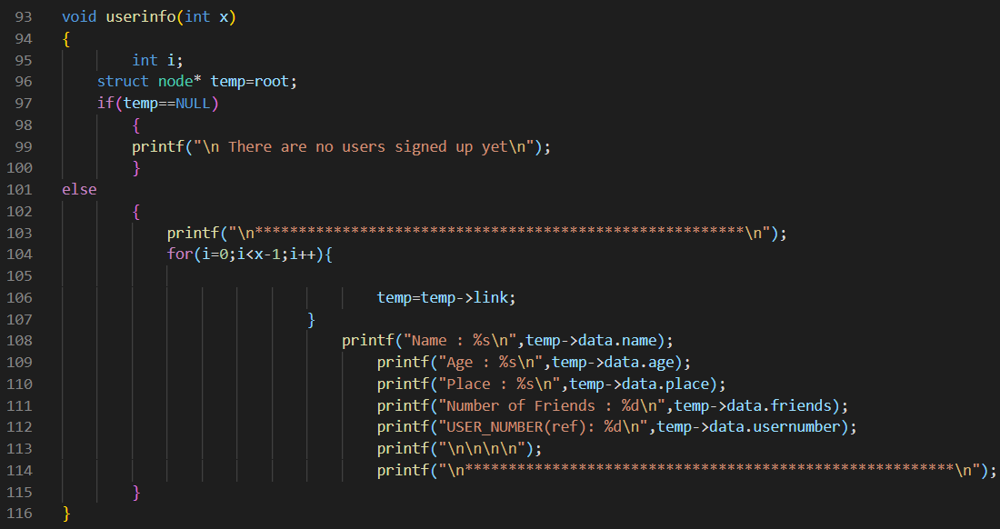 93 void userinfo(int x)
94 {
95 int i;
96 struct node* temp=root;
97 if(temp==NULL)
98 {
99 printf("\n There are no users signed up yet\n");
100 }
101 else
102 {
103 printf("\n********************************************************\n");
104 for(i=0;i<x-1;i++){
105
106 temp=temp->link;
107 }
108 printf("Name : %s\n",temp->data.name);
109 printf("Age : %s\n",temp->data.age);
110 printf("Place : %s\n",temp->data.place);
111 printf("Number of Friends : %d\n",temp->data.friends);
112 printf("USER_NUMBER(ref): %d\n",temp->data.usernumber);
113 printf("\n\n\n\n");
114 printf("\n********************************************************\n");
115 }
116 }